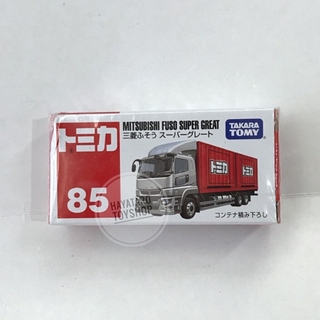 トミカ
MITSUBISHI FUSO SUPER GREAT
三菱ふそう スーパーグレート
TAKARA TOMY
85
トミカ トミカ
HAYATARO TOYSHOP
コンテナ積み下ろし